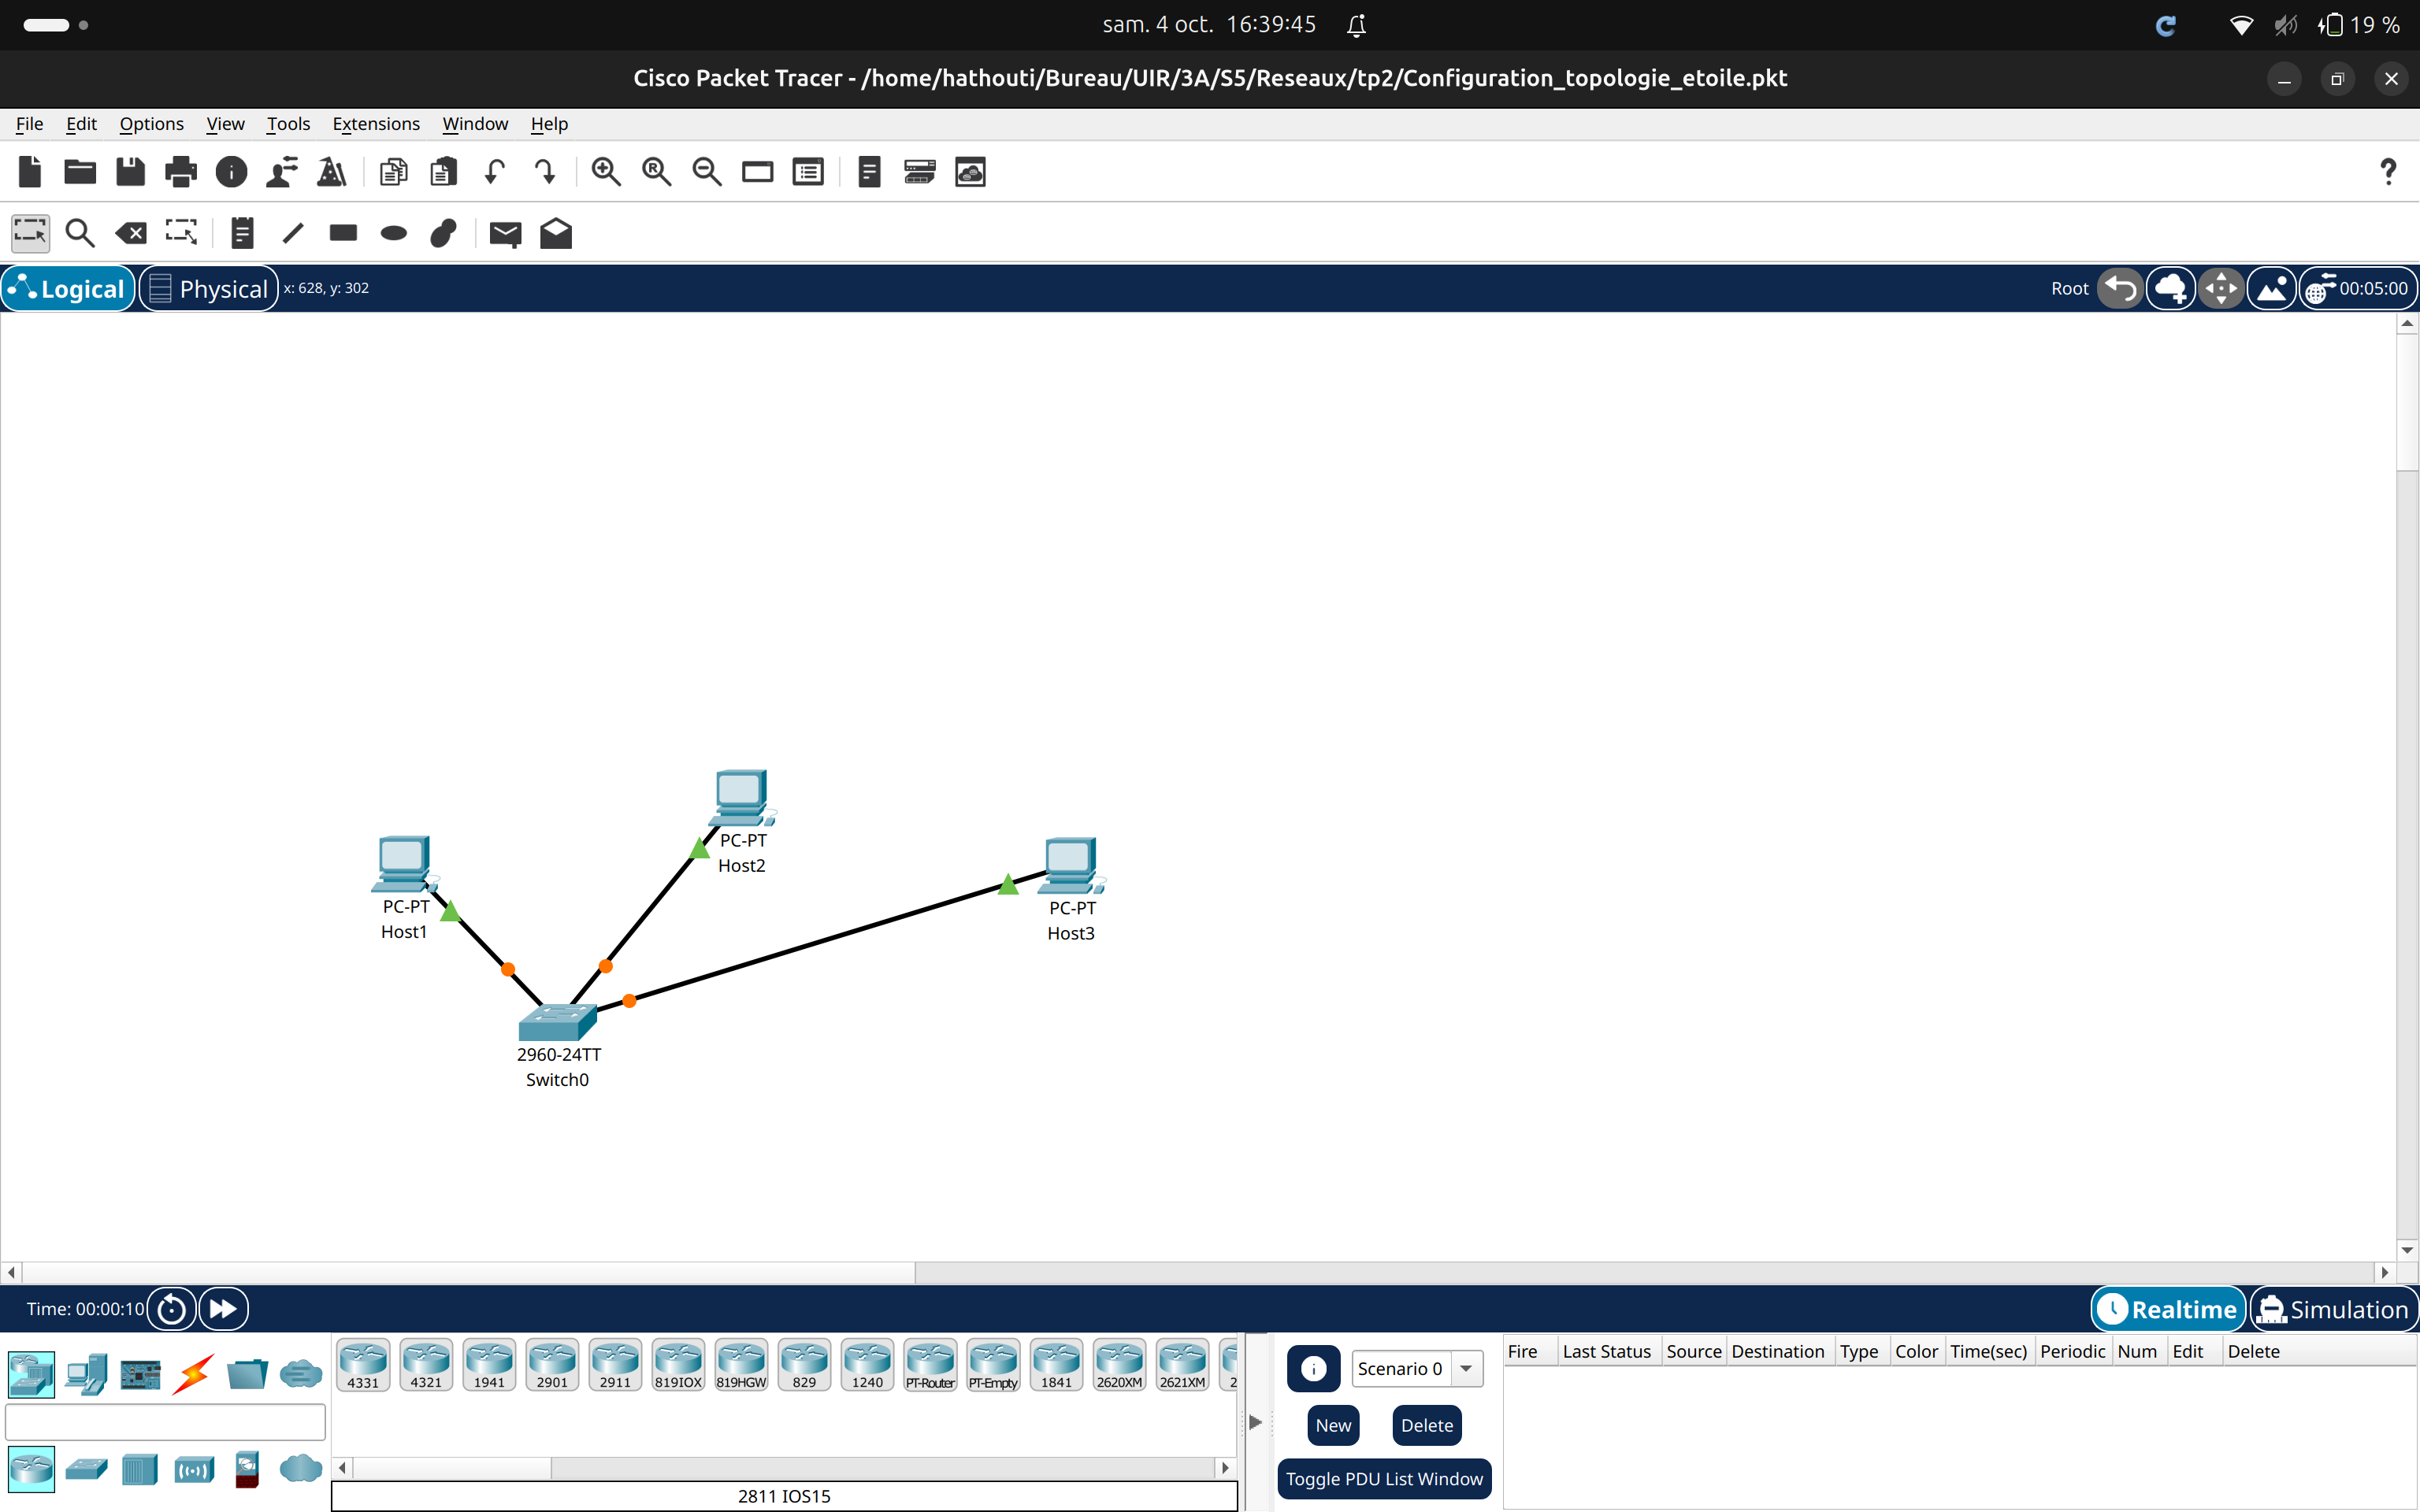 sam. 4 oct. 16:39:45
19 %
Cisco Packet Tracer - /home/hathouti/Bureau/UIR/3A/S5/Reseaux/tp2/Configuration_topologie_etoile.pkt
File Edit Options View Tools Extensions Window Help
Logical Physical x: 628, y: 302 Root 00:05:00
PC-PT
Host2
PC-PT
Host1
PC-PT
Host3
2960-24TT
Switch0
Time: 00:00:10 Realtime Simulation
4331 4321 1941 2901 2911 819IOX 819HGW 829 1240 PT-Router PT-Empty 1841 2620XM 2621XM 2
2811 IOS15
Scenario 0
New Delete
Toggle PDU List Window
Fire Last Status Source Destination Type Color Time(sec) Periodic Num Edit Delete